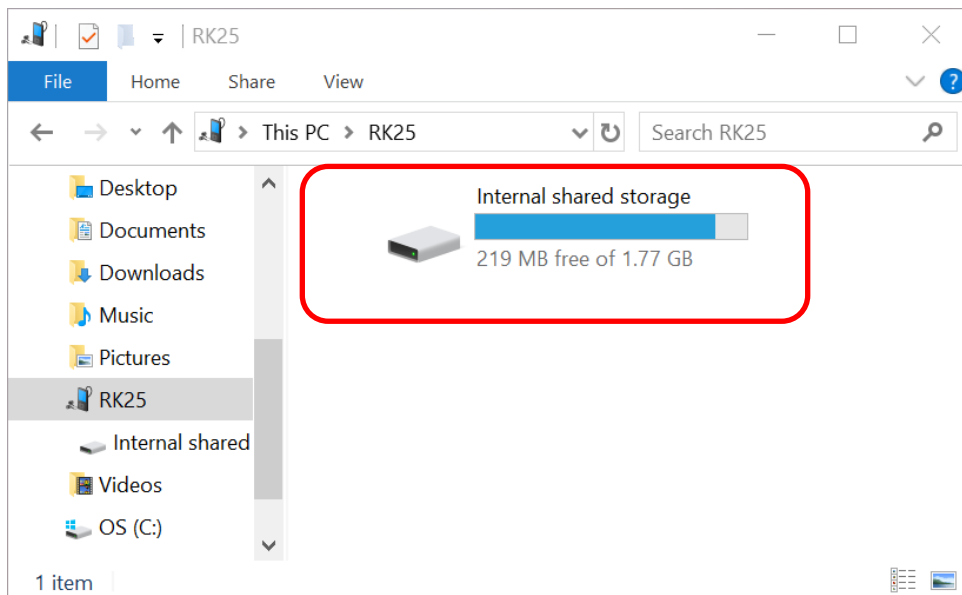 RK25
File Home Share View
?
This PC RK25
Search RK25
Desktop
Documents
Downloads
Music
Pictures
RK25
Internal shared
Videos
OS (C:)
Internal shared storage
219 MB free of 1.77 GB
1 item